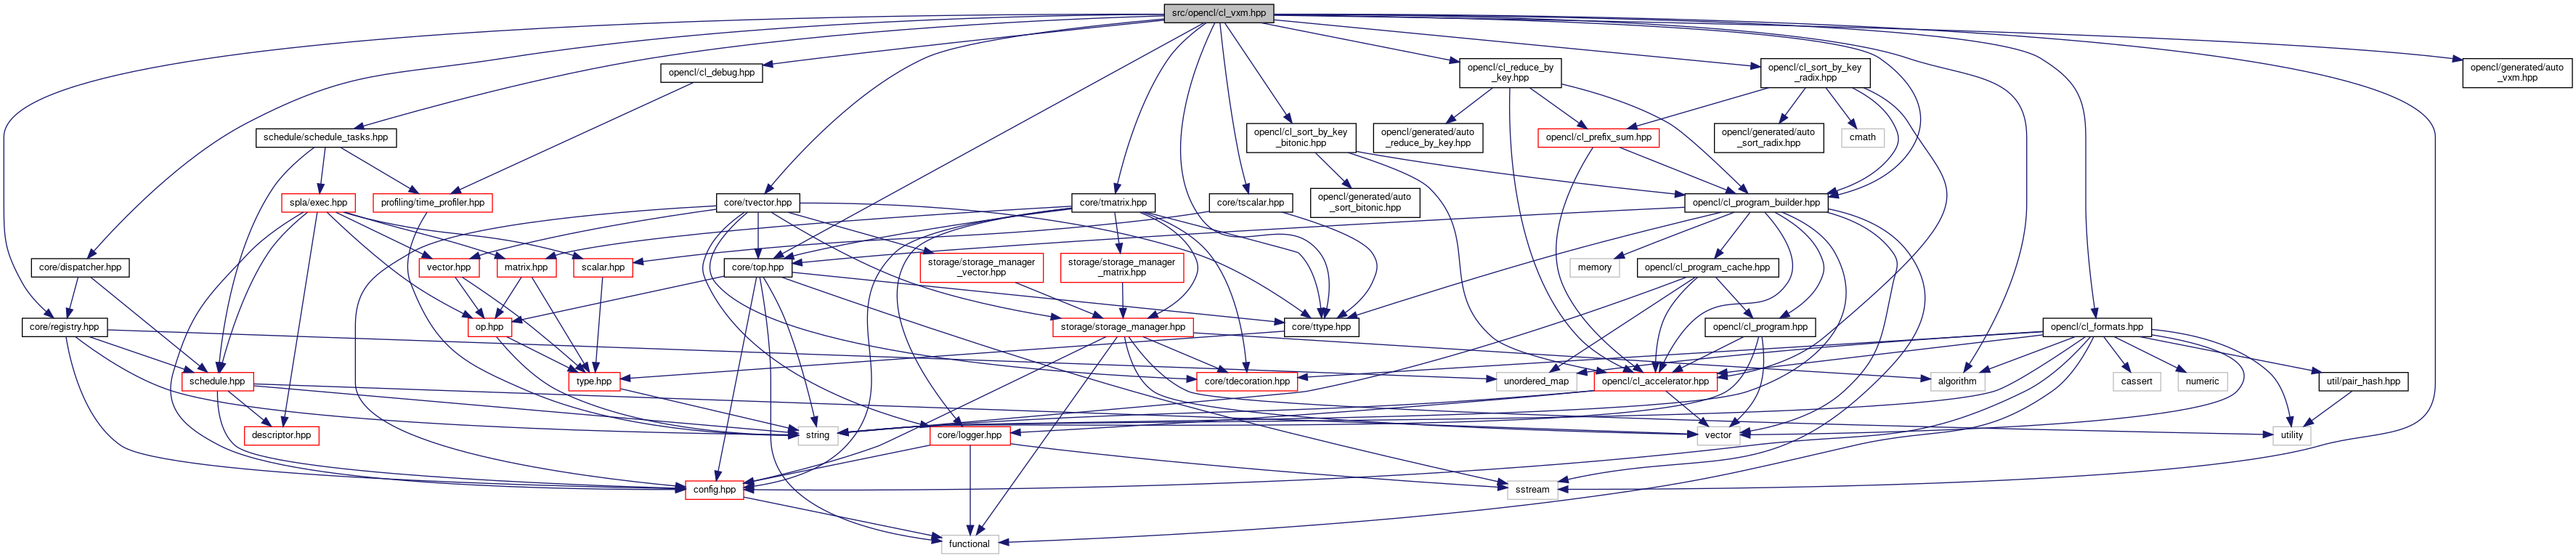 src/opencl/cl_vxm.hpp
opencl/cl_debug.hpp
opencl/cl_reduce_by
_key.hpp
opencl/cl_sort_by_key
_radix.hpp
opencl/generated/auto
_vxm.hpp
schedule/schedule_tasks.hpp
opencl/cl_sort_by_key
_bitonic.hpp
opencl/generated/auto
_reduce_by_key.hpp
opencl/cl_prefix_sum.hpp
opencl/generated/auto
_sort_radix.hpp
cmath
spla/exec.hpp
profiling/time_profiler.hpp
core/tvector.hpp
core/tmatrix.hpp
core/tscalar.hpp
opencl/generated/auto
_sort_bitonic.hpp
opencl/cl_program_builder.hpp
core/dispatcher.hpp
vector.hpp
matrix.hpp
scalar.hpp
core/top.hpp
storage/storage_manager
_vector.hpp
storage/storage_manager
_matrix.hpp
memory
opencl/cl_program_cache.hpp
core/registry.hpp
op.hpp
storage/storage_manager.hpp
core/ttype.hpp
opencl/cl_program.hpp
opencl/cl_formats.hpp
schedule.hpp
type.hpp
core/tdecoration.hpp
unordered_map
opencl/cl_accelerator.hpp
algorithm
cassert
numeric
util/pair_hash.hpp
descriptor.hpp
string
core/logger.hpp
vector
utility
config.hpp
sstream
functional